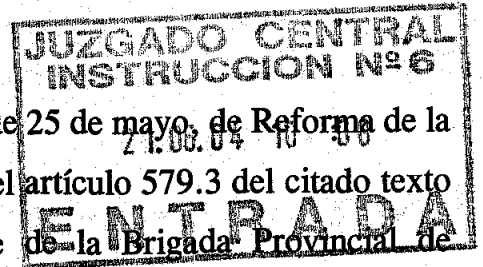 JUZGADO CENTRAL
INSTRUCCION Nº 6
e 25 de mayo, de Reforma de la
el artículo 579.3 del citado texto
ENTRADA
de la Brigada Provincial de